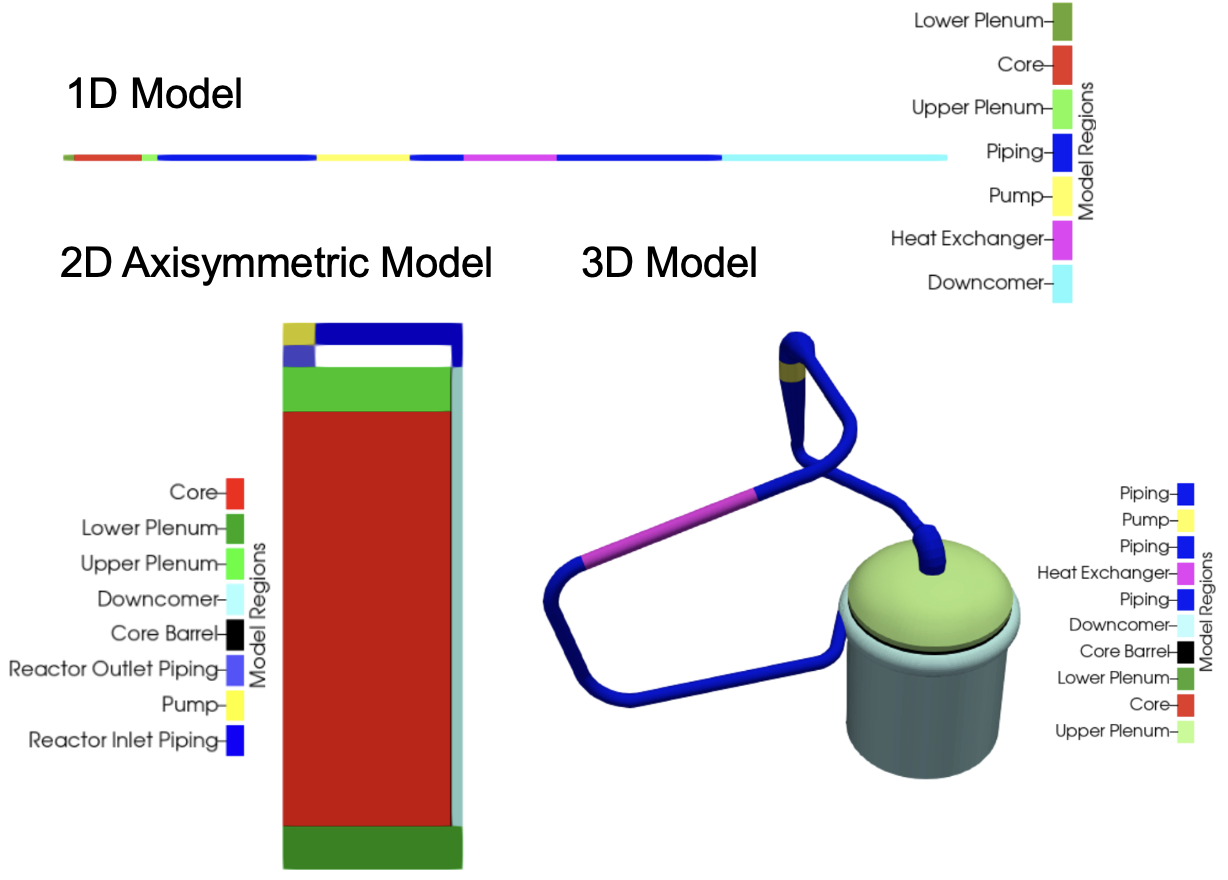 1D Model
Lower Plenum
Core
Upper Plenum
Piping
Pump
Heat Exchanger
Downcomer
Model Regions
2D Axisymmetric Model
Core
Lower Plenum
Upper Plenum
Downcomer
Core Barrel
Reactor Outlet Piping
Pump
Reactor Inlet Piping
Model Regions
3D Model
Piping
Pump
Piping
Heat Exchanger
Piping
Downcomer
Core Barrel
Lower Plenum
Core
Upper Plenum
Model Regions